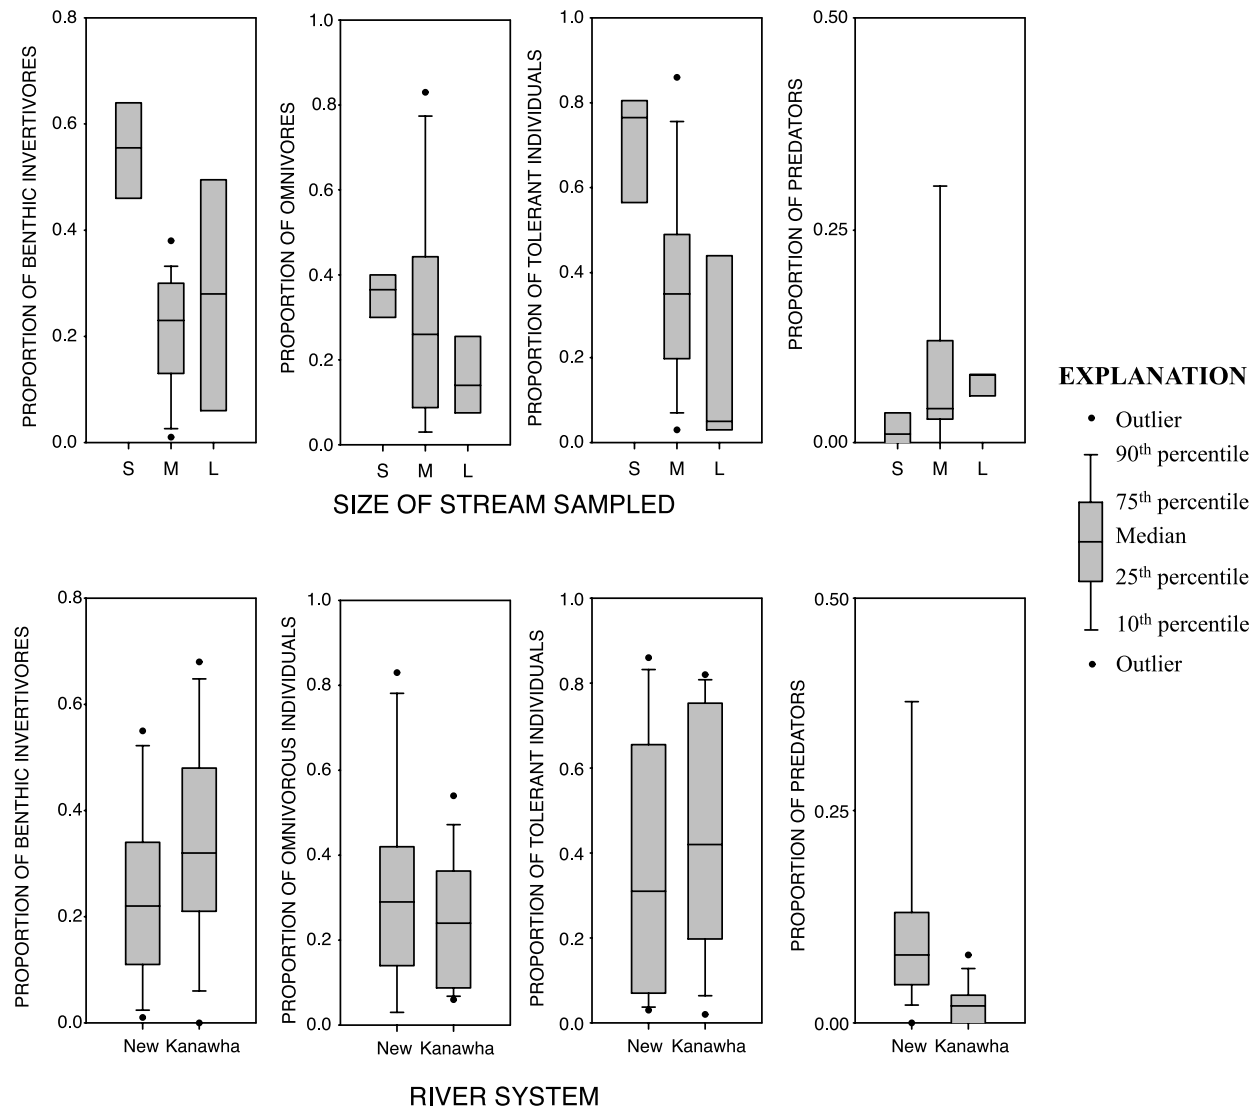 PROPORTION OF BENTHIC INVERTIVORES
0.8
0.6
0.4
0.2
0.0
S M L
PROPORTION OF OMNIVORES
1.0
0.8
0.6
0.4
0.2
0.0
S M L
PROPORTION OF TOLERANT INDIVIDUALS
1.0
0.8
0.6
0.4
0.2
0.0
S M L
PROPORTION OF PREDATORS
0.50
0.25
0.00
S M L
SIZE OF STREAM SAMPLED
EXPLANATION
Outlier
90th percentile
75th percentile
Median
25th percentile
10th percentile
Outlier
PROPORTION OF BENTHIC INVERTIVORES
0.8
0.6
0.4
0.2
0.0
New Kanawha
PROPORTION OF OMNIVOROUS INDIVIDUALS
1.0
0.8
0.6
0.4
0.2
0.0
New Kanawha
PROPORTION OF TOLERANT INDIVIDUALS
1.0
0.8
0.6
0.4
0.2
0.0
New Kanawha
PROPORTION OF PREDATORS
0.50
0.25
0.00
New Kanawha
RIVER SYSTEM